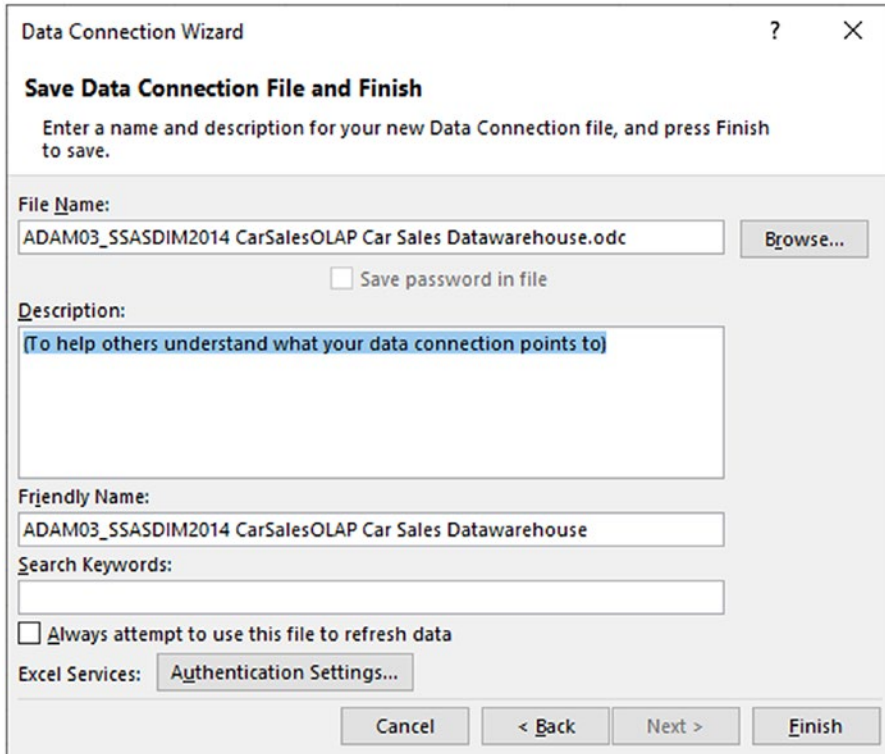 Data Connection Wizard ?
Save Data Connection File and Finish
Enter a name and description for your new Data Connection file, and press Finish
to save.
File Name:
ADAM03_SSASDIM2014 CarSalesOLAP Car Sales Datawarehouse.odc Browse...
Save password in file
Description:
(To help others understand what your data connection points to)
Friendly Name:
ADAM03_SSASDIM2014 CarSalesOLAP Car Sales Datawarehouse
Search Keywords:
Always attempt to use this file to refresh data
Excel Services: Authentication Settings...
Cancel < Back Next > Finish